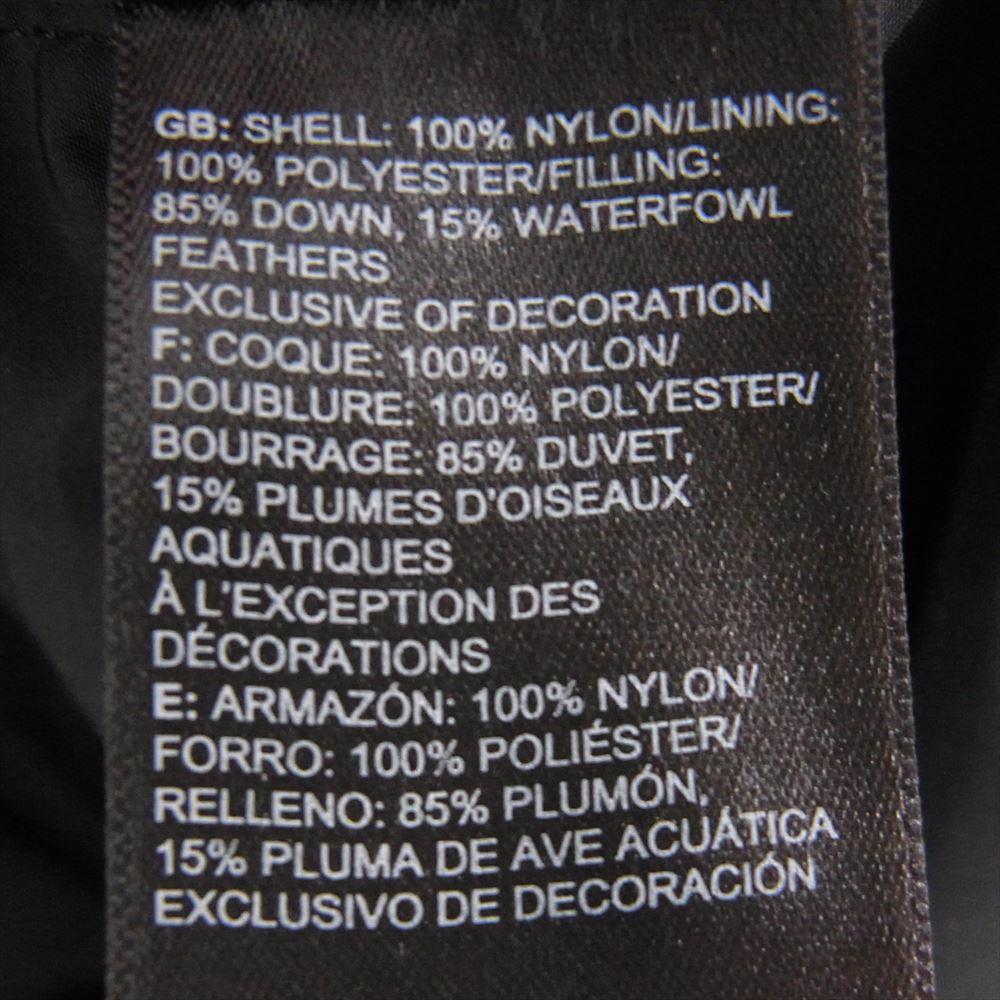 GB: SHELL: 100% NYLON/LINING:
100% POLYESTER/FILLING:
85% DOWN, 15% WATERFOWL
FEATHERS
EXCLUSIVE OF DECORATION
F: COQUE: 100% NYLON/
DOUBLURE: 100% POLYESTER/
BOURRAGE: 85% DUVET,
15% PLUMES D'OISEAUX
AQUATIQUES
À L'EXCEPTION DES
DÉCORATIONS
E: ARMAZÓN: 100% NYLON/
FORRO: 100% POLIÉSTER/
RELLENO: 85% PLUMÓN,
15% PLUMA DE AVE ACUÁTICA
EXCLUSIVO DE DECORACIÓN